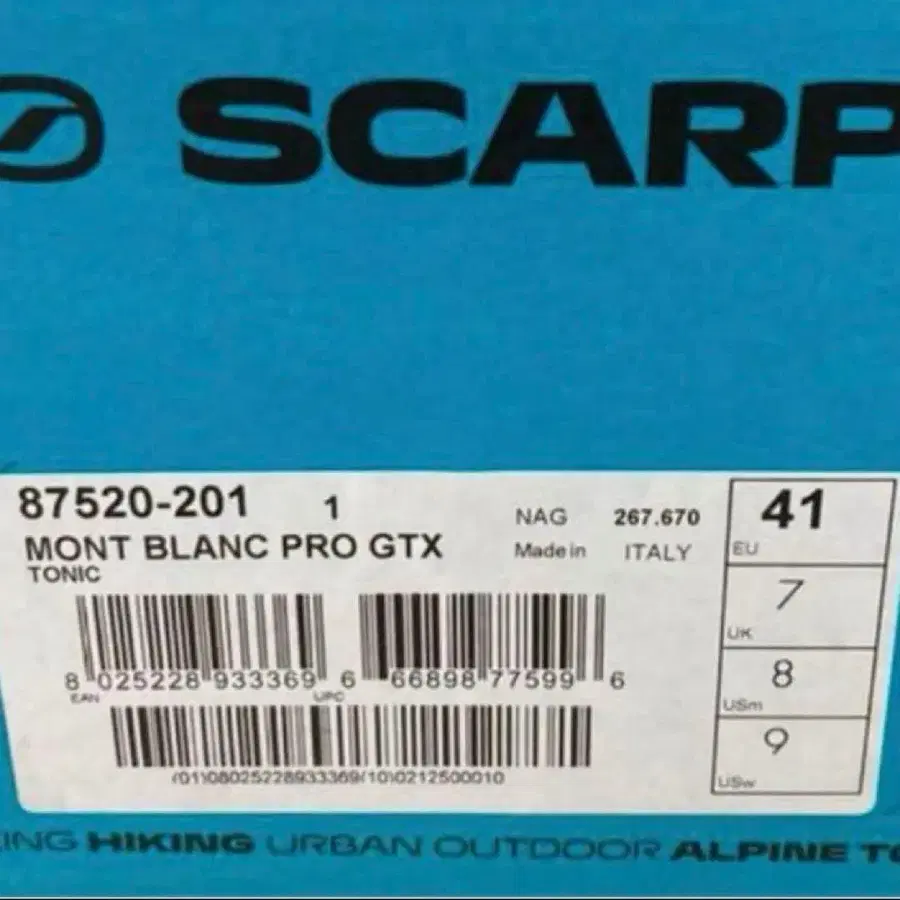 SCARP
87520-201 1
MONT BLANC PRO GTX
TONIC
NAG 267.670
Made in ITALY
41
EU
7
UK
8
USm
9
USw
8 025228 933369 6 66898 77599 6
EAN UPC
(01)08025228933369(10)0212500010
ING HIKING URBAN OUTDOOR ALPINE TO